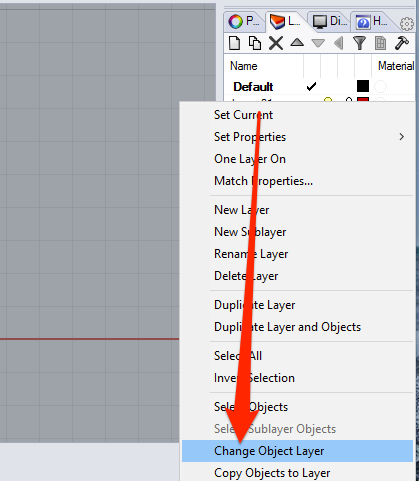 P... L... Di... H...
Name Material
Default
Set Current
Set Properties
One Layer On
Match Properties...
New Layer
New Sublayer
Rename Layer
Delete Layer
Duplicate Layer
Duplicate Layer and Objects
Select All
Invert Selection
Select Objects
Select Sublayer Objects
Change Object Layer
Copy Objects to Layer